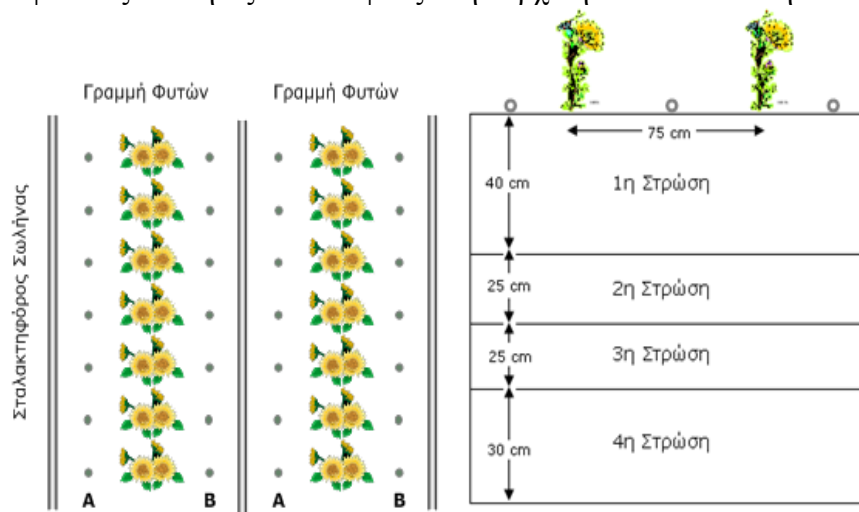 Γραμμή Φυτών
Γραμμή Φυτών
Σταλακτηφόρος Σωλήνας
A
B
A
B
75 cm
40 cm
1η Στρώση
25 cm
2η Στρώση
25 cm
3η Στρώση
30 cm
4η Στρώση